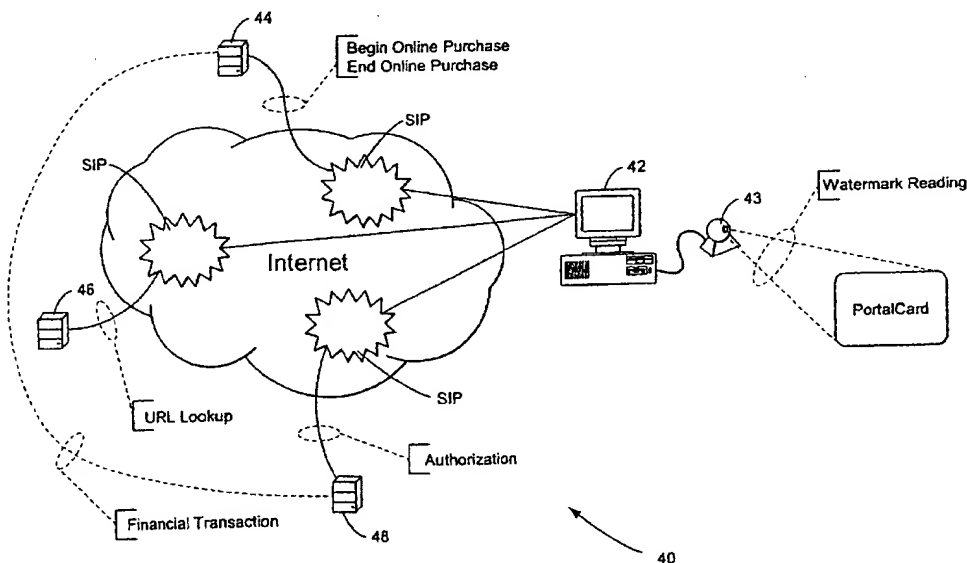 44
Begin Online Purchase
End Online Purchase
SIP
SIP
42
43
Watermark Reading
Internet
PortalCard
46
SIP
URL Lookup
Authorization
Financial Transaction
48
40